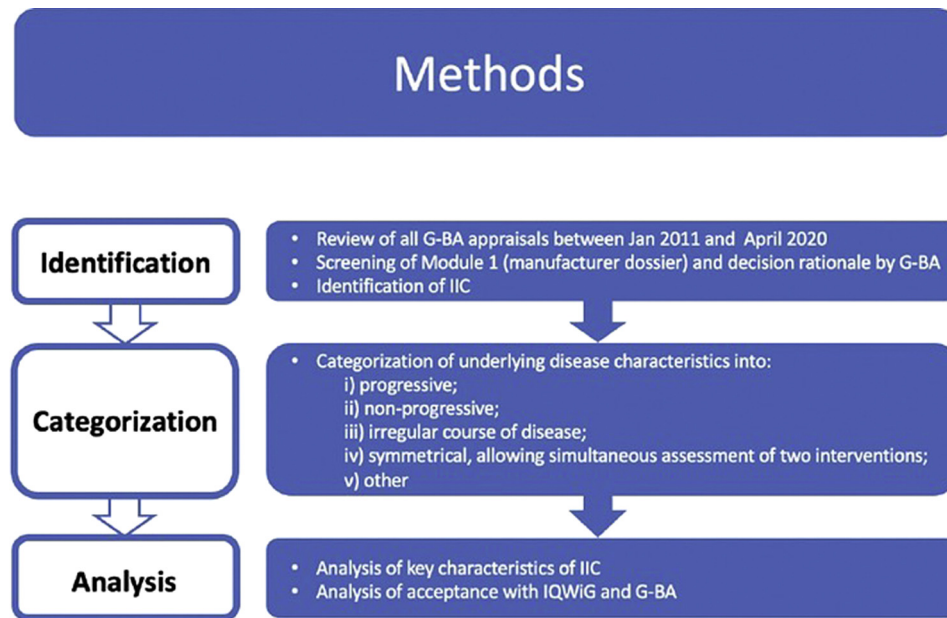 Methods
Identification
• Review of all G-BA appraisals between Jan 2011 and April 2020
• Screening of Module 1 (manufacturer dossier) and decision rationale by G-BA
• Identification of IIC
Categorization
• Categorization of underlying disease characteristics into:
i) progressive;
ii) non-progressive;
iii) irregular course of disease;
iv) symmetrical, allowing simultaneous assessment of two interventions;
v) other
Analysis
• Analysis of key characteristics of IIC
• Analysis of acceptance with IQWiG and G-BA